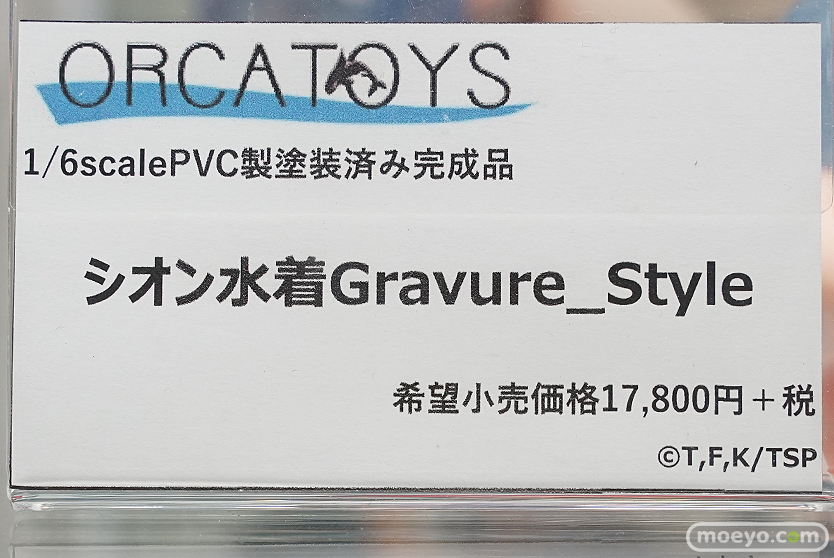 ORCATOYS
1/6scalePVC製塗装済み完成品
シオン水着Gravure_Style
希望小売価格17,800円＋税
©T,F,K/TSP
moeyo.com